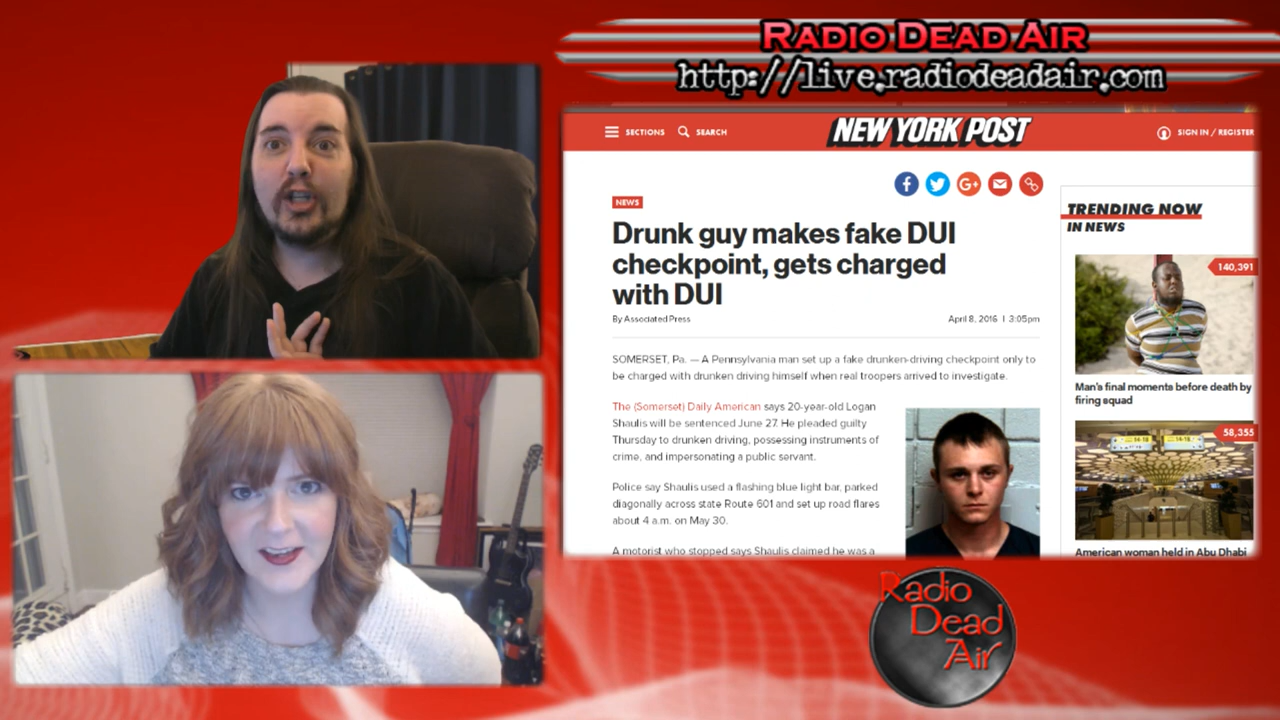 RADIO DEAD AIR
http://live.radiodeadair.com
SECTIONS
SEARCH
NEW YORK POST
SIGN IN / REGISTER
NEWS
Drunk guy makes fake DUI
checkpoint, gets charged
with DUI
By Associated Press
April 8, 2016 | 3:05pm
SOMERSET, Pa. — A Pennsylvania man set up a fake drunken-driving checkpoint only to
be charged with drunken driving himself when real troopers arrived to investigate.
The (Somerset) Daily American says 20-year-old Logan
Shaulis will be sentenced June 27. He pleaded guilty
Thursday to drunken driving, possessing instruments of
crime, and impersonating a public servant.
Police say Shaulis used a flashing blue light bar, parked
diagonally across state Route 601 and set up road flares
about 4 a.m. on May 30.
A motorist who stopped says Shaulis claimed he was a
TRENDING NOW
IN NEWS
140,391
Man's final moments before death by
firing squad
58,355
American woman held in Abu Dhabi
Radio
Dead
Air